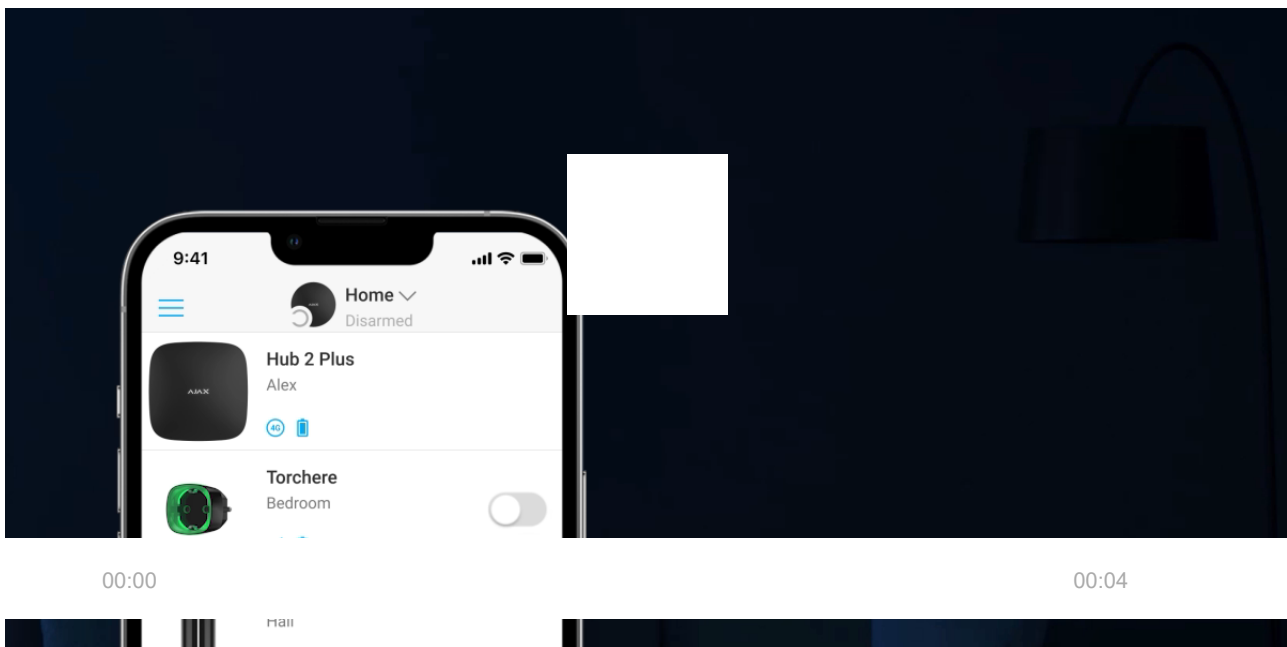 9:41
Home
Disarmed
AJAX
Hub 2 Plus
Alex
4G
Torchere
Bedroom
00:00
00:04
Hall